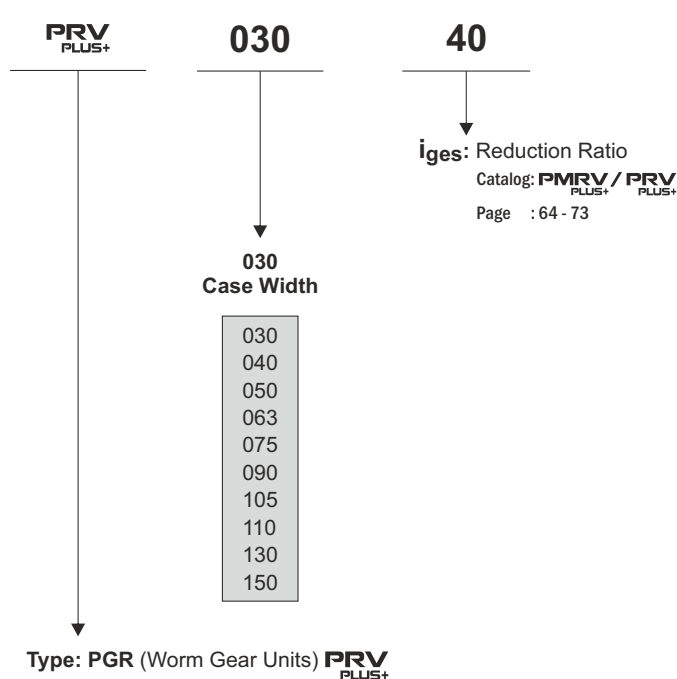 PRV PLUS+ 030 40
iges: Reduction Ratio
Catalog: PMRV PLUS+ / PRV PLUS+
Page : 64 - 73
030
Case Width
030
040
050
063
075
090
105
110
130
150
Type: PGR (Worm Gear Units) PRV PLUS+